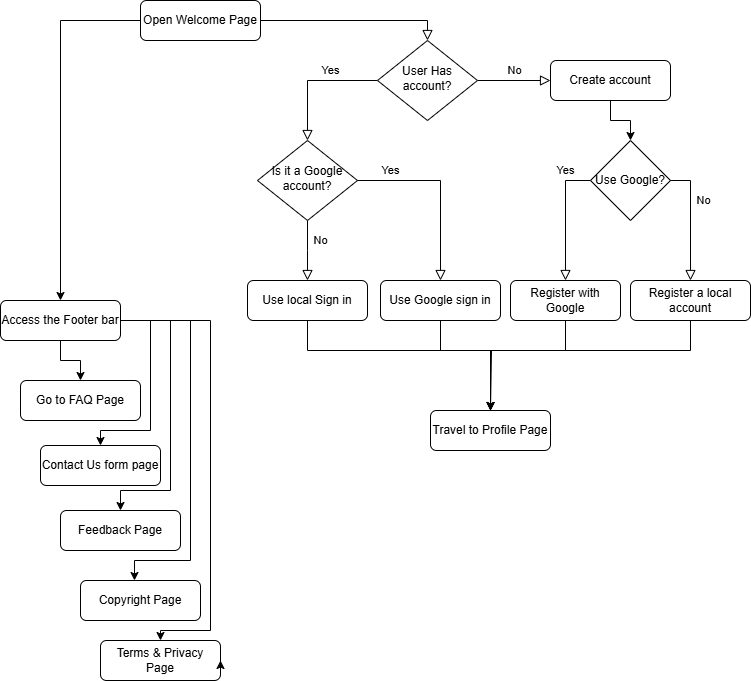 Open Welcome Page
User Has
account?
Yes
No
Create account
Is it a Google
account?
Yes
No
Use Google?
Yes
No
Use local Sign in
Use Google sign in
Register with
Google
Register a local
account
Access the Footer bar
Go to FAQ Page
Travel to Profile Page
Contact Us form page
Feedback Page
Copyright Page
Terms & Privacy
Page